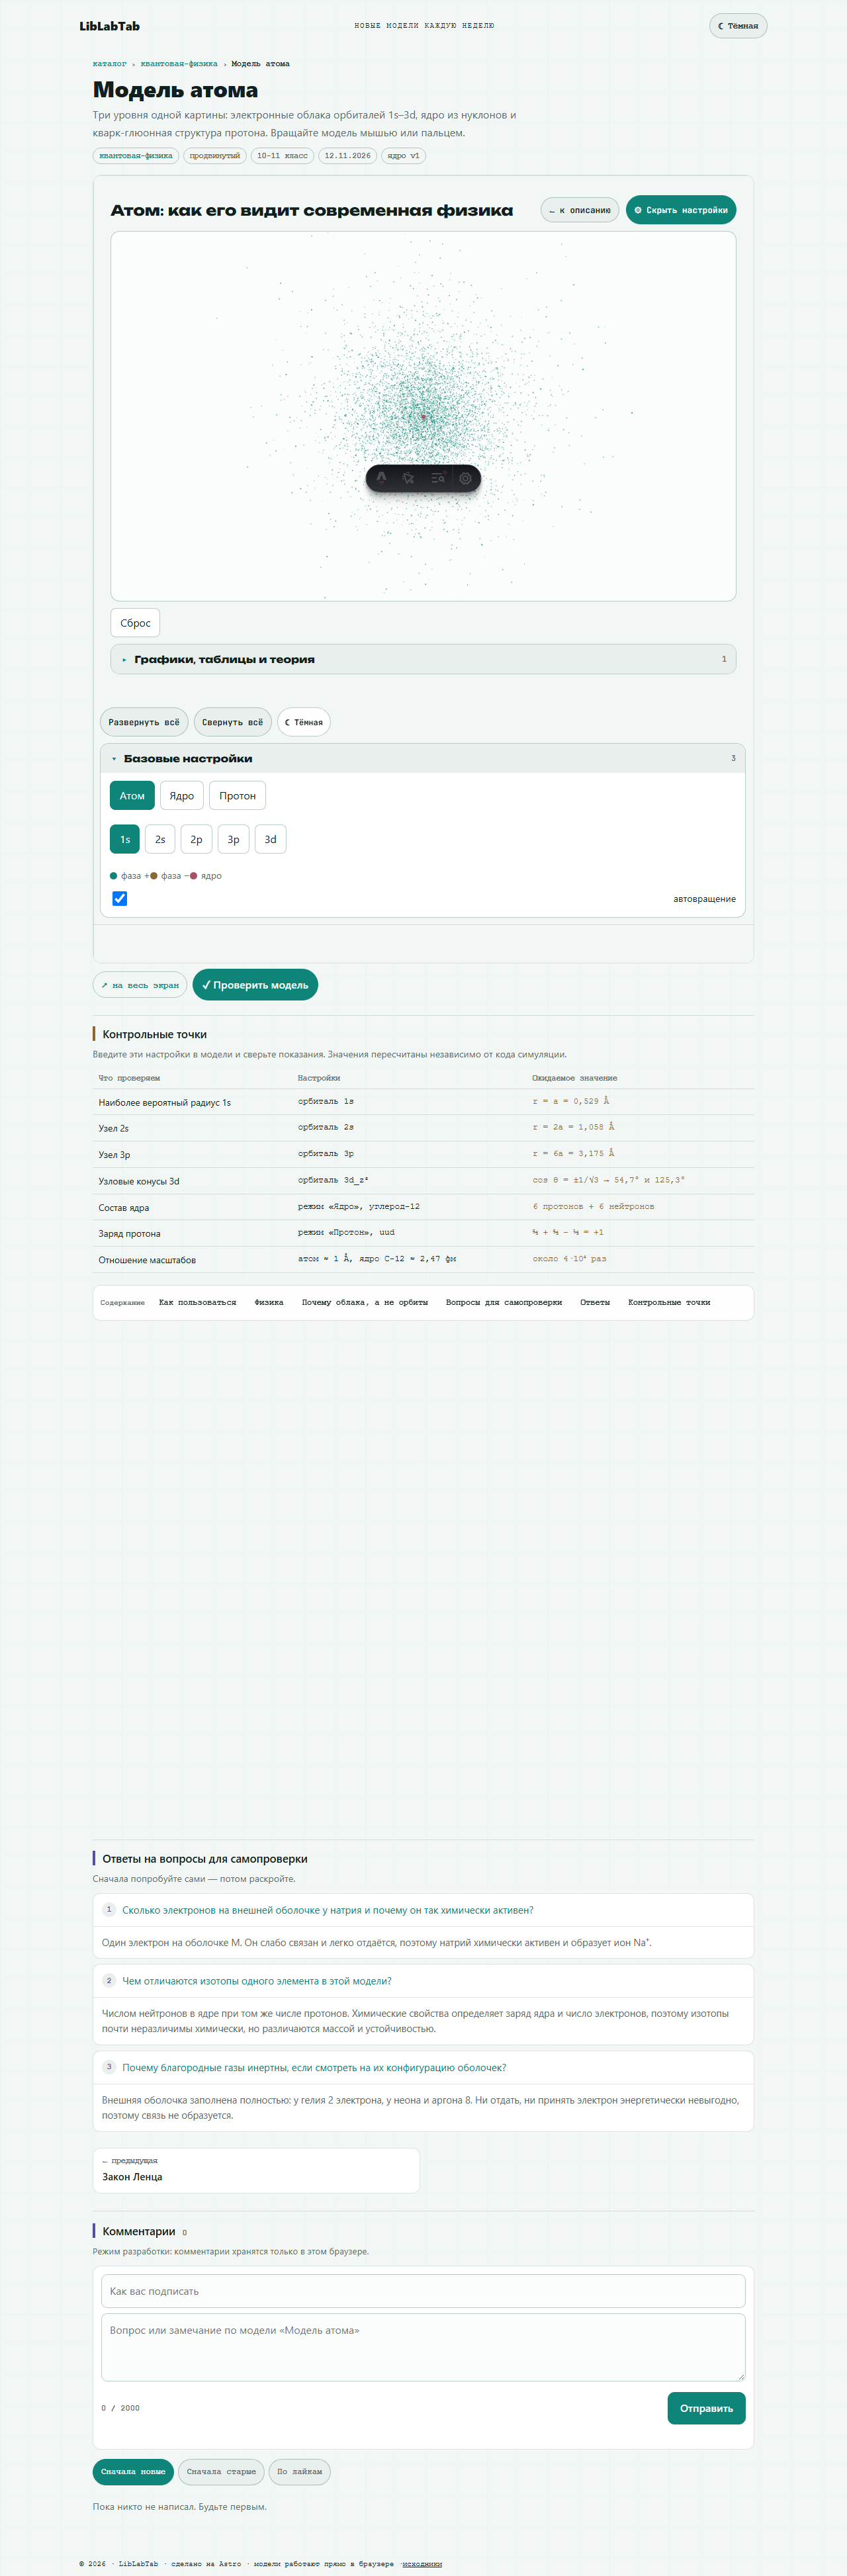 LibLabTab
НОВЫЕ МОДЕЛИ КАЖДУЮ НЕДЕЛЮ
☾ Тёмная
каталог › квантовая-физика › Модель атома
Модель атома
Три уровня одной картины: электронные облака орбиталей 1s–3d, ядро из нуклонов и
кварк-глюонная структура протона. Вращайте модель мышью или пальцем.
квантовая-физика
продвинутый
10–11 класс
12.11.2026
ядро v1
Атом: как его видит современная физика
← к описанию
⚙ Скрыть настройки
Сброс
▸ Графики, таблицы и теория
1
Развернуть всё
Свернуть всё
☾ Тёмная
▾ Базовые настройки
3
Атом
Ядро
Протон
1s
2s
2p
3p
3d
фаза +
фаза −
ядро
автовращение
↗ на весь экран
✓ Проверить модель
Контрольные точки
Введите эти настройки в модели и сверьте показания. Значения пересчитаны независимо от кода симуляции.
Что проверяем Настройки Ожидаемое значение
Наиболее вероятный радиус 1s орбиталь 1s r = a = 0,529 Å
Узел 2s орбиталь 2s r = 2a = 1,058 Å
Узел 3p орбиталь 3p r = 6a = 3,175 Å
Узловые конусы 3d орбиталь 3d_z² cos θ = ±1/√3 → 54,7° и 125,3°
Состав ядра режим «Ядро», углерод-12 6 протонов + 6 нейтронов
Заряд протона режим «Протон», uud ⅔ + ⅔ − ⅓ = +1
Отношение масштабов атом ≈ 1 Å, ядро C-12 ≈ 2,47 фм около 4·10⁴ раз
Содержание
Как пользоваться
Физика
Почему облака, а не орбиты
Вопросы для самопроверки
Ответы
Контрольные точки
Ответы на вопросы для самопроверки
Сначала попробуйте сами — потом раскройте.
1 Сколько электронов на внешней оболочке у натрия и почему он так химически активен?
Один электрон на оболочке M. Он слабо связан и легко отдаётся, поэтому натрий химически активен и образует ион Na⁺.
2 Чем отличаются изотопы одного элемента в этой модели?
Числом нейтронов в ядре при том же числе протонов. Химические свойства определяет заряд ядра и число электронов, поэтому изотопы
почти неразличимы химически, но различаются массой и устойчивостью.
3 Почему благородные газы инертны, если смотреть на их конфигурацию оболочек?
Внешняя оболочка заполнена полностью: у гелия 2 электрона, у неона и аргона 8. Ни отдать, ни принять электрон энергетически невыгодно,
поэтому связь не образуется.
← предыдущая
Закон Ленца
Комментарии 0
Режим разработки: комментарии хранятся только в этом браузере.
Как вас подписать
Вопрос или замечание по модели «Модель атома»
0 / 2000
Отправить
Сначала новые
Сначала старые
По лайкам
Пока никто не написал. Будьте первым.
© 2026 · LibLabTab · сделано на Astro · модели работают прямо в браузере ·исходники